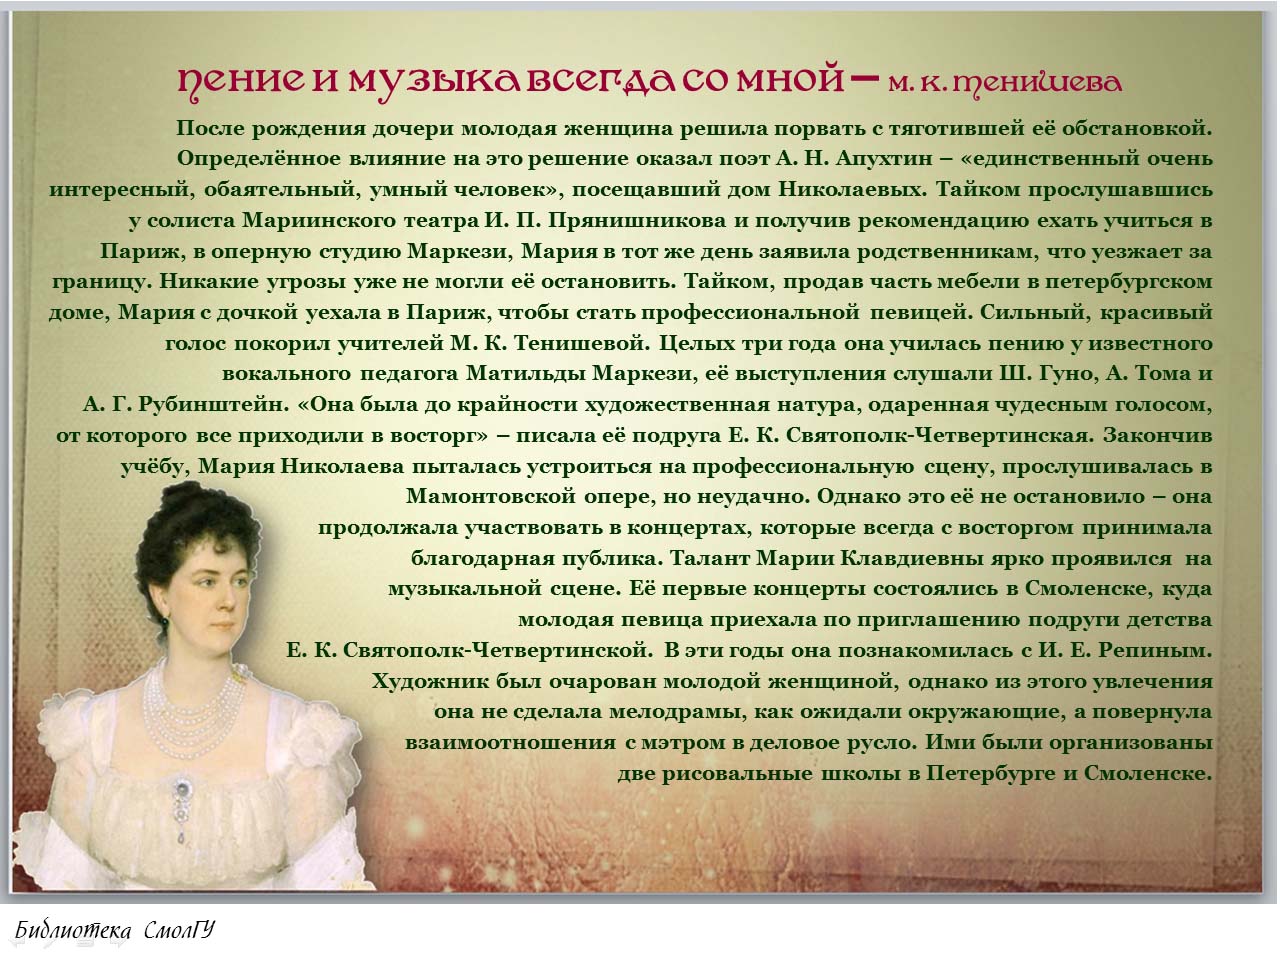 Пение и музыка всегда со мной – М. К. Тенишева
После рождения дочери молодая женщина решила порвать с тяготившей её обстановкой.
Определённое влияние на это решение оказал поэт А. Н. Апухтин – «единственный очень
интересный, обаятельный, умный человек», посещавший дом Николаевых. Тайком прослушавшись
у солиста Мариинского театра И. П. Прянишникова и получив рекомендацию ехать учиться в
Париж, в оперную студию Маркези, Мария в тот же день заявила родственникам, что уезжает за
границу. Никакие угрозы уже не могли её остановить. Тайком, продав часть мебели в петербургском
доме, Мария с дочкой уехала в Париж, чтобы стать профессиональной певицей. Сильный, красивый
голос покорил учителей М. К. Тенишевой. Целых три года она училась пению у известного
вокального педагога Матильды Маркези, её выступления слушали Ш. Гуно, А. Тома и
А. Г. Рубинштейн. «Она была до крайности художественная натура, одаренная чудесным голосом,
от которого все приходили в восторг» – писала её подруга Е. К. Святополк-Четвертинская. Закончив
учёбу, Мария Николаева пыталась устроиться на профессиональную сцену, прослушивалась в
Мамонтовской опере, но неудачно. Однако это её не остановило – она
продолжала участвовать в концертах, которые всегда с восторгом принимала
благодарная публика. Талант Марии Клавдиевны ярко проявился на
музыкальной сцене. Её первые концерты состоялись в Смоленске, куда
молодая певица приехала по приглашению подруги детства
Е. К. Святополк-Четвертинской. В эти годы она познакомилась с И. Е. Репиным.
Художник был очарован молодой женщиной, однако из этого увлечения
она не сделала мелодрамы, как ожидали окружающие, а повернула
взаимоотношения с мэтром в деловое русло. Ими были организованы
две рисовальные школы в Петербурге и Смоленске.
Библиотека СмолГУ